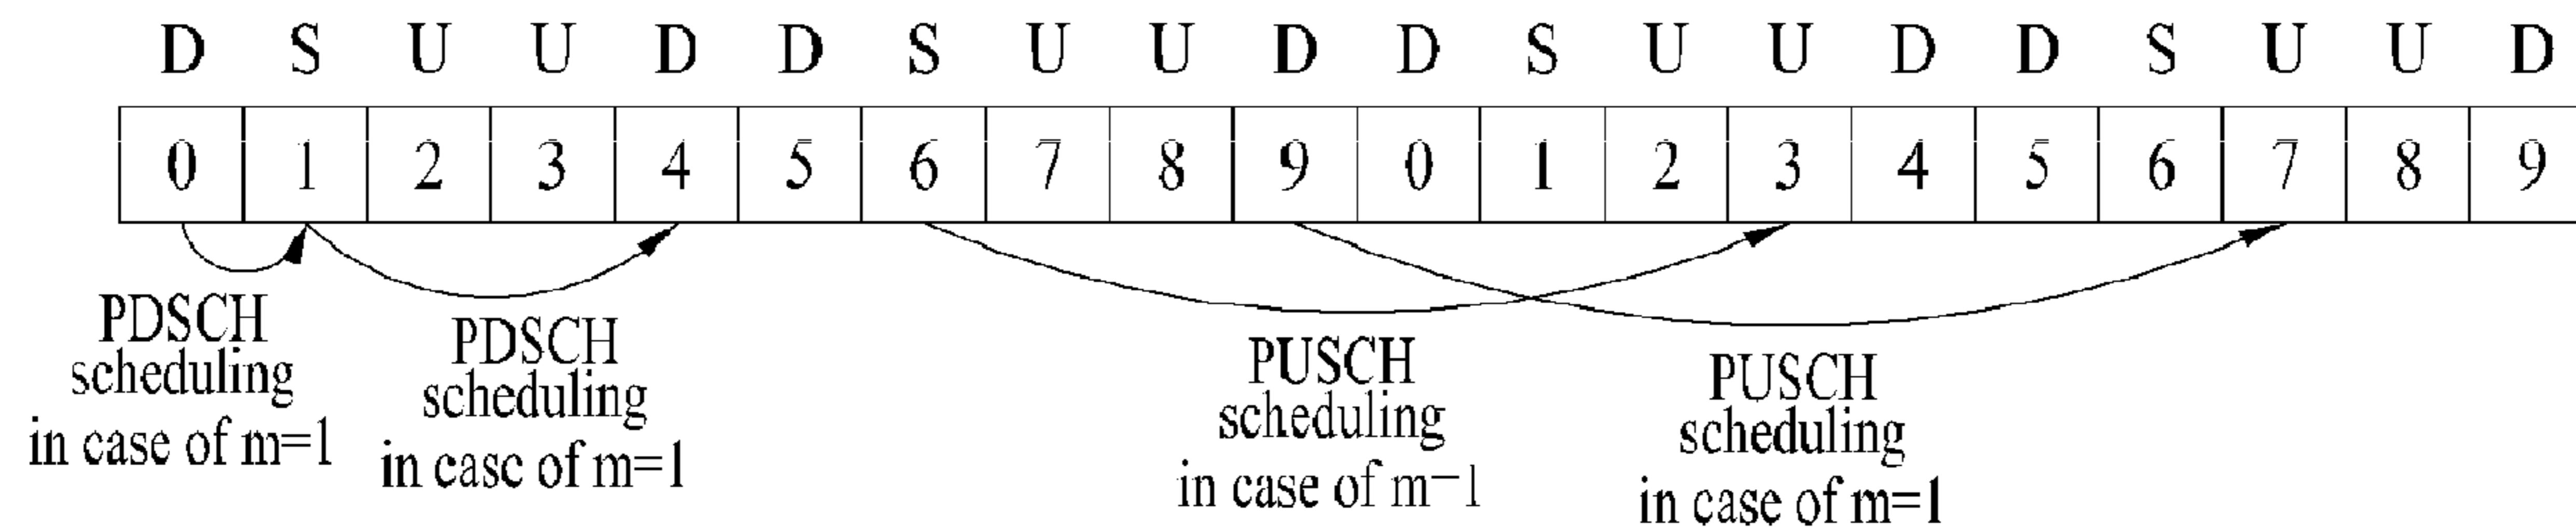 D S U U D D S U U D D S U U D D S U U D
0 1 2 3 4 5 6 7 8 9 0 1 2 3 4 5 6 7 8 9
PDSCH
scheduling
in case of m=1
PDSCH
scheduling
in case of m=1
PUSCH
scheduling
in case of m=1
PUSCH
scheduling
in case of m=1